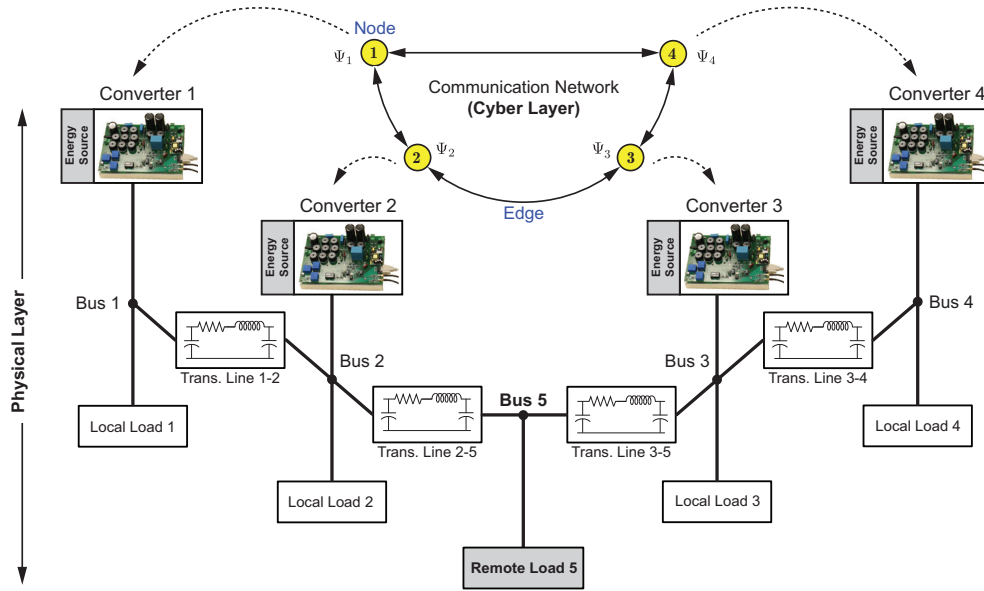 Node
1
4
Ψ1
Ψ4
Communication Network
(Cyber Layer)
Converter 1
Converter 4
Energy
Source
Energy
Source
2
Ψ2
Ψ3
3
Edge
Converter 2
Converter 3
Energy
Source
Energy
Source
Physical Layer
Bus 1
Bus 4
Trans. Line 1-2
Bus 2
Bus 3
Trans. Line 3-4
Bus 5
Local Load 1
Local Load 4
Trans. Line 2-5
Trans. Line 3-5
Local Load 2
Local Load 3
Remote Load 5